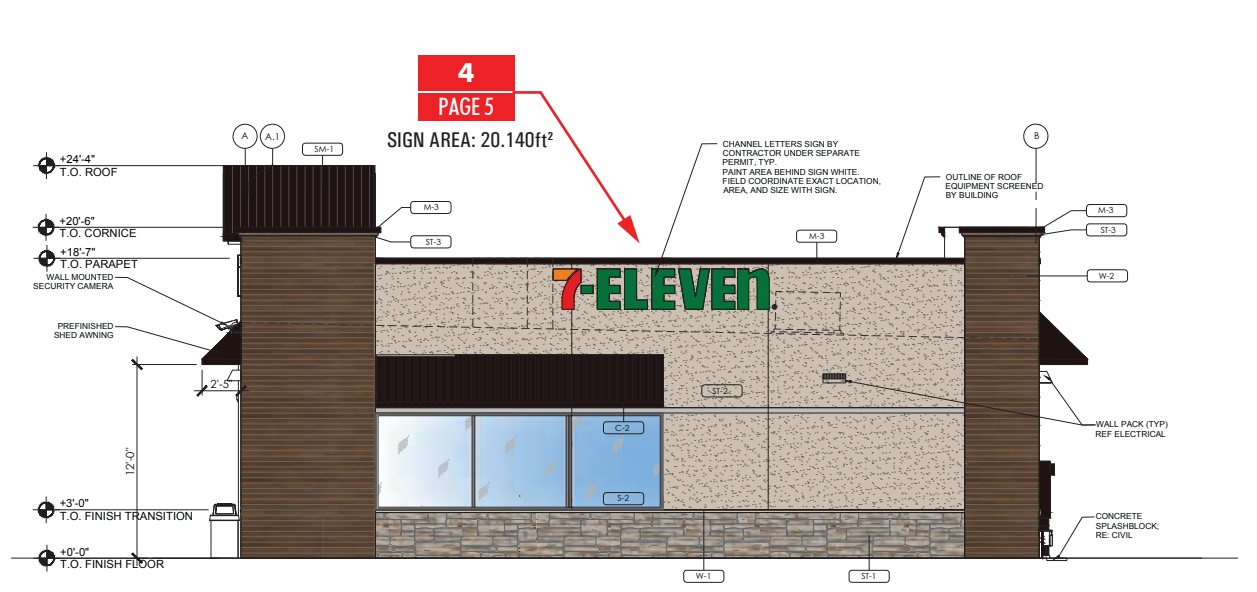 4
PAGE 5
SIGN AREA: 20.140ft²
A
A.1
B
SM-1
+24'-4"
T.O. ROOF
+20'-6"
T.O. CORNICE
+18'-7"
T.O. PARAPET
WALL MOUNTED
SECURITY CAMERA
PREFINISHED
SHED AWNING
2'-5"
12'-0"
+3'-0"
T.O. FINISH TRANSITION
+0'-0"
T.O. FINISH FLOOR
M-3
ST-3
CHANNEL LETTERS SIGN BY
CONTRACTOR UNDER SEPARATE
PERMIT, TYP.
PAINT AREA BEHIND SIGN WHITE.
FIELD COORDINATE EXACT LOCATION,
AREA, AND SIZE WITH SIGN.
M-3
OUTLINE OF ROOF
EQUIPMENT SCREENED
BY BUILDING
M-3
ST-3
W-2
7-ELEVEn
ST-2
C-2
S-2
WALL PACK (TYP)
REF ELECTRICAL
CONCRETE
SPLASHBLOCK;
RE: CIVIL
W-1
ST-1